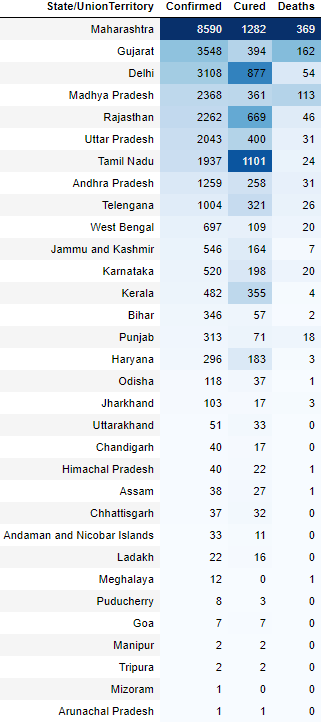 State/UnionTerritory Confirmed Cured Deaths
Maharashtra 8590 1282 369
Gujarat 3548 394 162
Delhi 3108 877 54
Madhya Pradesh 2368 361 113
Rajasthan 2262 669 46
Uttar Pradesh 2043 400 31
Tamil Nadu 1937 1101 24
Andhra Pradesh 1259 258 31
Telengana 1004 321 26
West Bengal 697 109 20
Jammu and Kashmir 546 164 7
Karnataka 520 198 20
Kerala 482 355 4
Bihar 346 57 2
Punjab 313 71 18
Haryana 296 183 3
Odisha 118 37 1
Jharkhand 103 17 3
Uttarakhand 51 33 0
Chandigarh 40 17 0
Himachal Pradesh 40 22 1
Assam 38 27 1
Chhattisgarh 37 32 0
Andaman and Nicobar Islands 33 11 0
Ladakh 22 16 0
Meghalaya 12 0 1
Puducherry 8 3 0
Goa 7 7 0
Manipur 2 2 0
Tripura 2 2 0
Mizoram 1 0 0
Arunachal Pradesh 1 1 0